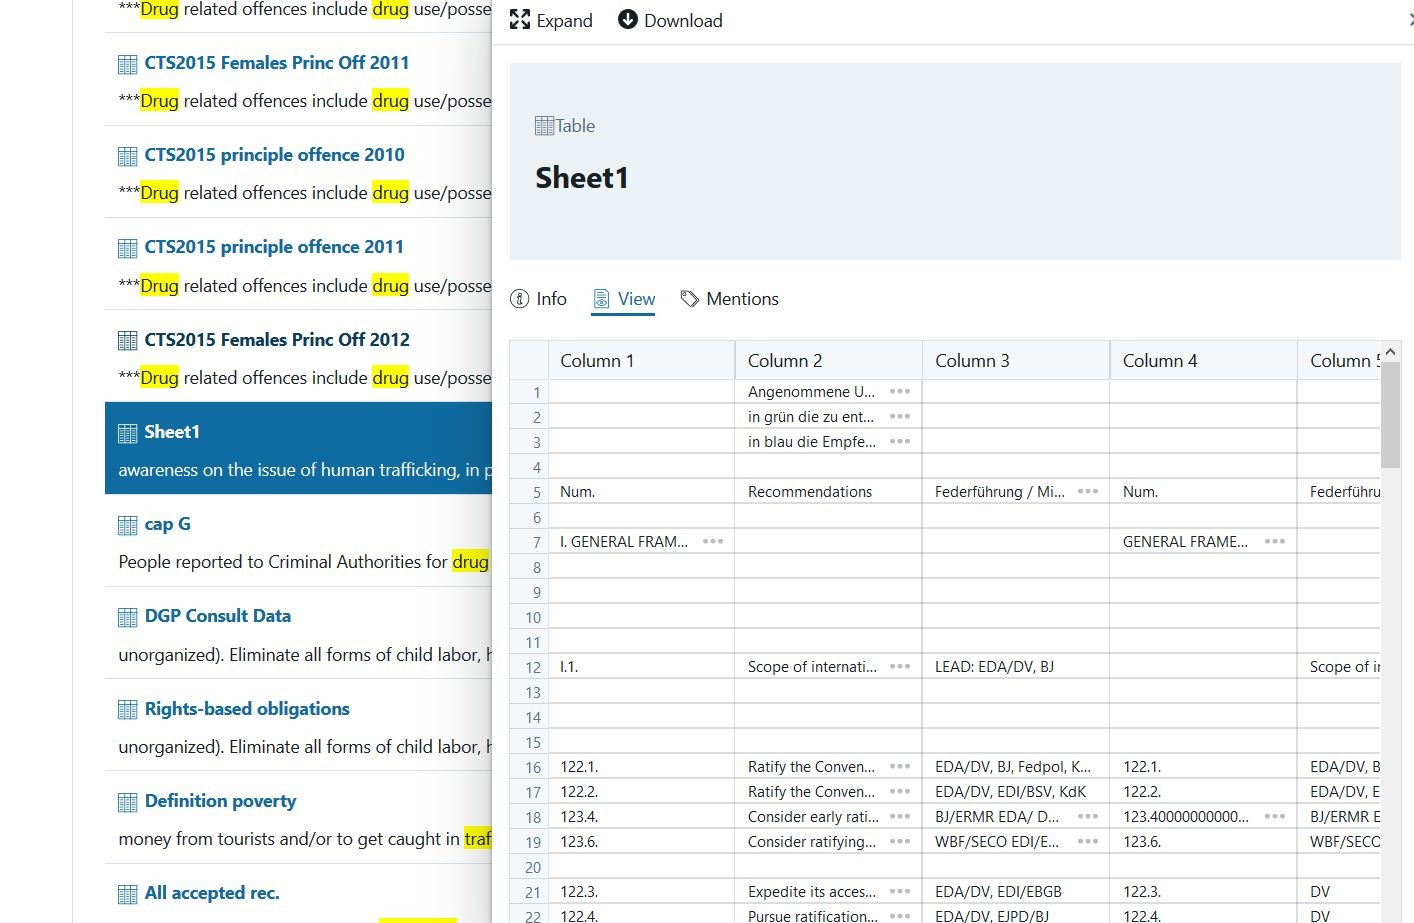 ***Drug related offences include drug use/posse
CTS2015 Females Princ Off 2011
***Drug related offences include drug use/posse
CTS2015 principle offence 2010
***Drug related offences include drug use/posse
CTS2015 principle offence 2011
***Drug related offences include drug use/posse
CTS2015 Females Princ Off 2012
***Drug related offences include drug use/posse
Sheet1
awareness on the issue of human trafficking, in p
cap G
People reported to Criminal Authorities for drug
DGP Consult Data
unorganized). Eliminate all forms of child labor, h
Rights-based obligations
unorganized). Eliminate all forms of child labor, h
Definition poverty
money from tourists and/or to get caught in traf
All accepted rec.
Expand Download
Table
Sheet1
Info View Mentions
Column 1 Column 2 Column 3 Column 4 Column 5
1 Angenommene U... •••
2 in grün die zu ent... •••
3 in blau die Empfe... •••
4
5 Num. Recommendations Federführung / Mi... ••• Num. Federführu
6
7 I. GENERAL FRAM... ••• GENERAL FRAME... •••
8
9
10
11
12 I.1. Scope of internati... ••• LEAD: EDA/DV, BJ Scope of in
13
14
15
16 122.1. Ratify the Conven... ••• EDA/DV, BJ, Fedpol, K... 122.1. EDA/DV, B
17 122.2. Ratify the Conven... ••• EDA/DV, EDI/BSV, KdK 122.2. EDA/DV, E
18 123.4. Consider early rati... ••• BJ/ERMR EDA/ D... ••• 123.40000000000... ••• BJ/ERMR E
19 123.6. Consider ratifying... ••• WBF/SECO EDI/E... ••• 123.6. WBF/SECO
20
21 122.3. Expedite its acces... ••• EDA/DV, EDI/EBGB 122.3. DV
22 122.4. Pursue ratification... ••• EDA/DV, EJPD/BJ 122.4. DV